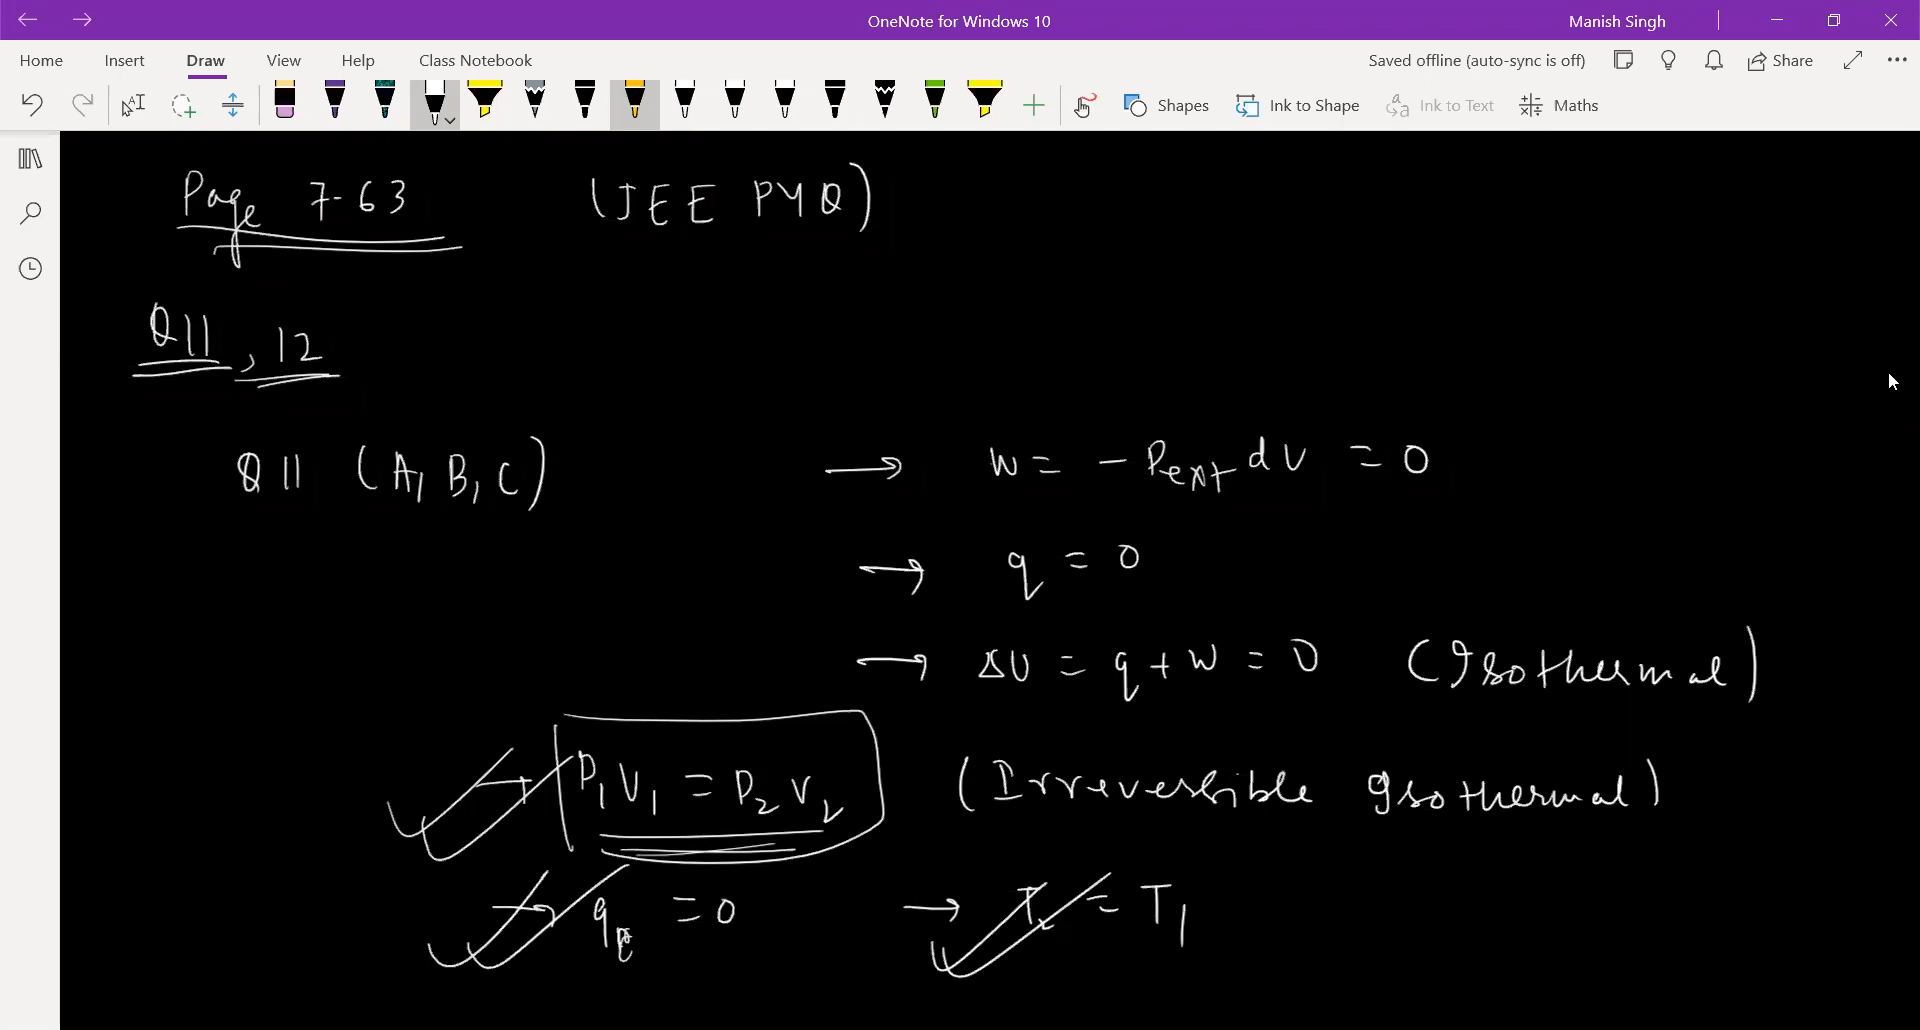 OneNote for Windows 10
Manish Singh
Home Insert Draw View Help Class Notebook
Saved offline (auto-sync is off) Share
Shapes Ink to Shape Ink to Text Maths
Page 7-63 (JEE PYQ)
Q11, 12
Q11 (A, B, C) → W = - Pext dV = 0
→ q = 0
→ ΔU = q + W = 0 (Isothermal)
→ P1V1 = P2V2 (Irreversible Isothermal)
→ q = 0 → T2 = T1